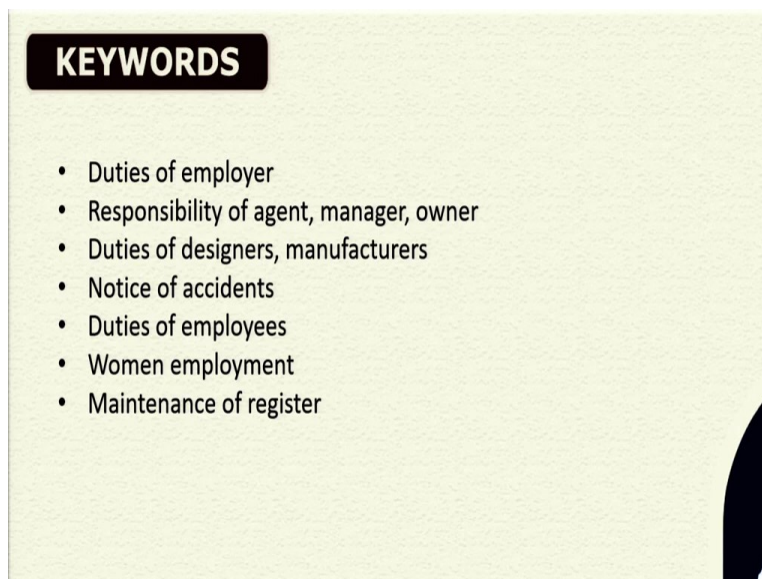 KEYWORDS
• Duties of employer
• Responsibility of agent, manager, owner
• Duties of designers, manufacturers
• Notice of accidents
• Duties of employees
• Women employment
• Maintenance of register